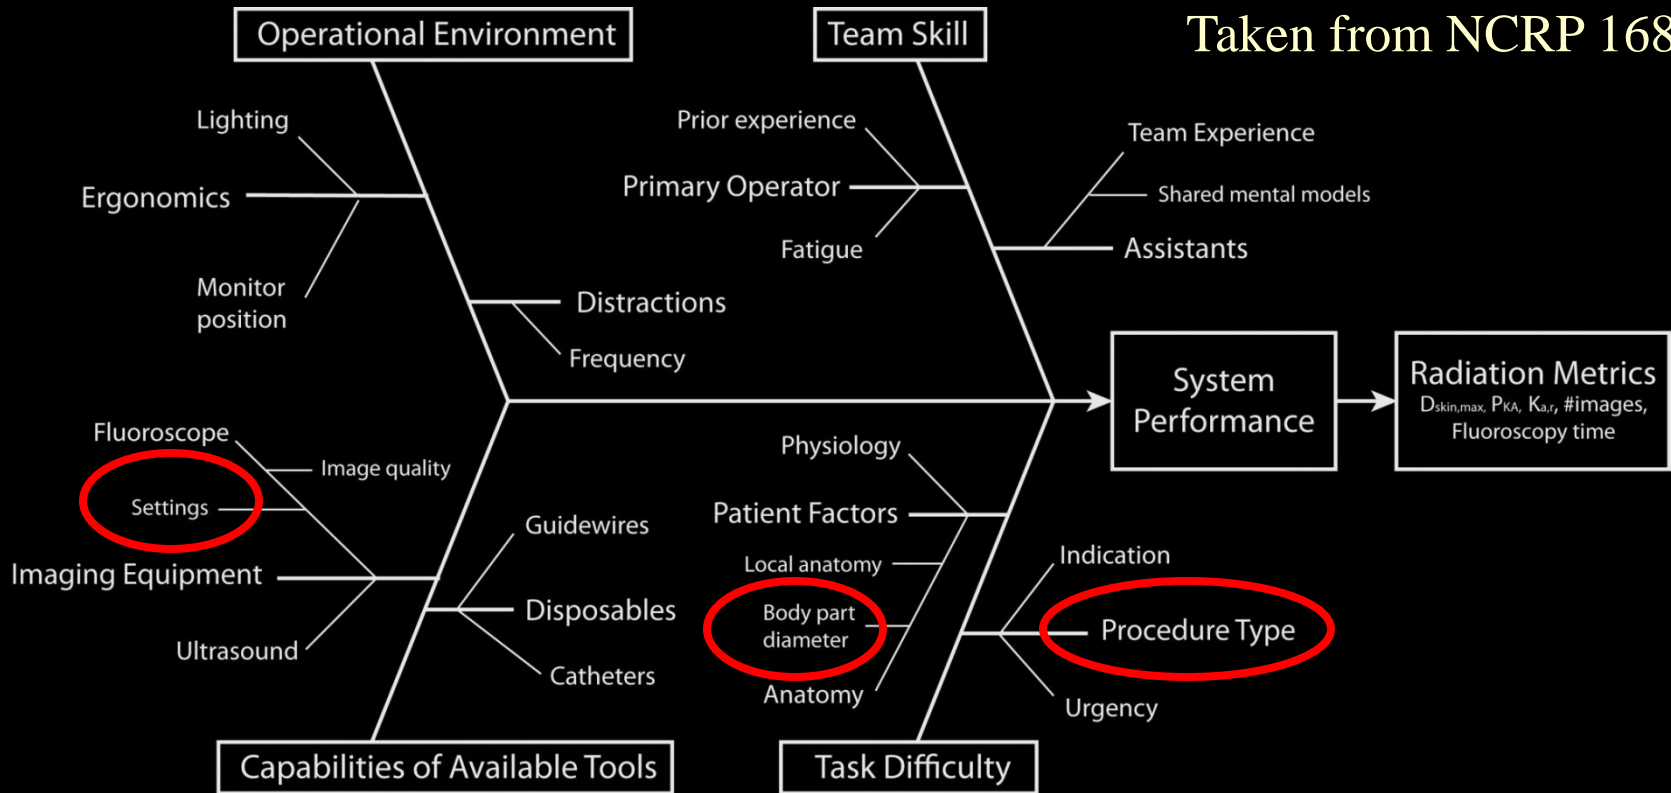 Operational Environment
Team Skill
Taken from NCRP 168
Lighting
Ergonomics
Monitor
position
Distractions
Frequency
Prior experience
Primary Operator
Fatigue
Team Experience
Shared mental models
Assistants
System
Performance
Radiation Metrics
Dskin,max, PKA, Ka,r, #images,
Fluoroscopy time
Fluoroscope
Image quality
Settings
Imaging Equipment
Ultrasound
Guidewires
Disposables
Catheters
Physiology
Patient Factors
Local anatomy
Body part
diameter
Anatomy
Indication
Procedure Type
Urgency
Capabilities of Available Tools
Task Difficulty